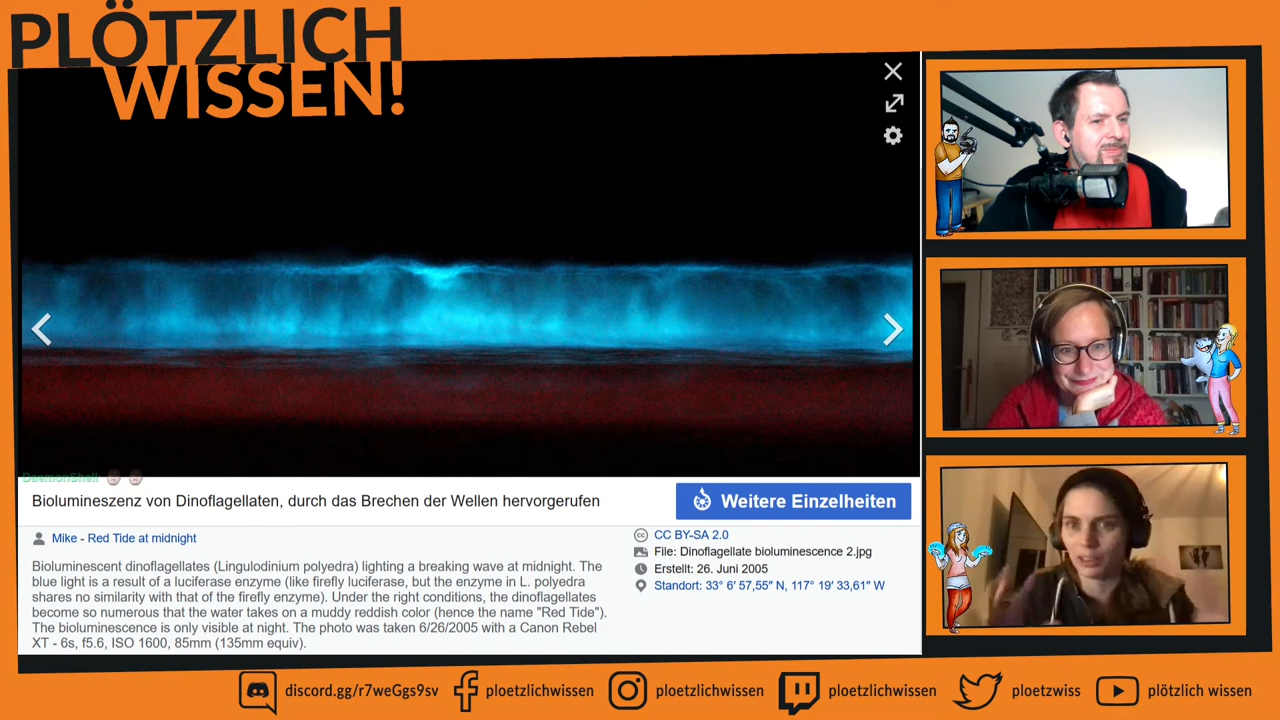 PLÖTZLICH
WISSEN!
DaemonShell
Biolumineszenz von Dinoflagellaten, durch das Brechen der Wellen hervorgerufen
Weitere Einzelheiten
Mike - Red Tide at midnight
Bioluminescent dinoflagellates (Lingulodinium polyedra) lighting a breaking wave at midnight. The
blue light is a result of a luciferase enzyme (like firefly luciferase, but the enzyme in L. polyedra
shares no similarity with that of the firefly enzyme). Under the right conditions, the dinoflagellates
become so numerous that the water takes on a muddy reddish color (hence the name "Red Tide").
The bioluminescence is only visible at night. The photo was taken 6/26/2005 with a Canon Rebel
XT - 6s, f5.6, ISO 1600, 85mm (135mm equiv).
CC BY-SA 2.0
File: Dinoflagellate bioluminescence 2.jpg
Erstellt: 26. Juni 2005
Standort: 33° 6′ 57,55″ N, 117° 19′ 33,61″ W
discord.gg/r7weGgs9sv
ploetzlichwissen
ploetzlichwissen
ploetzlichwissen
ploetzwiss
plötzlich wissen